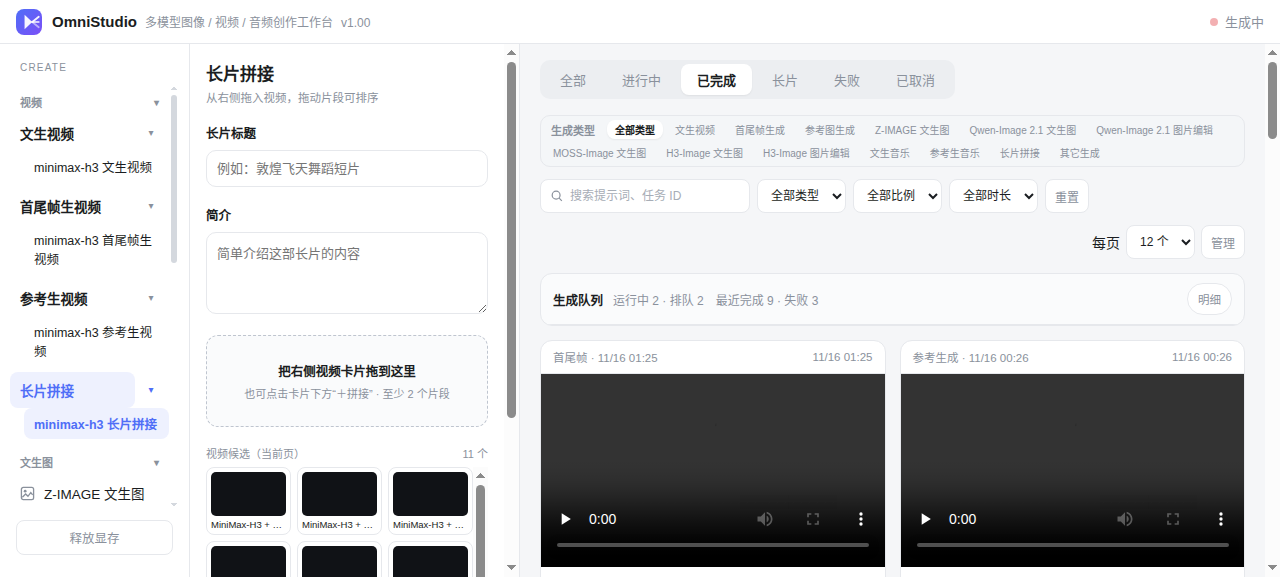 OmniStudio 多模型图像 / 视频 / 音频创作工作台 v1.00
生成中
CREATE
视频
文生视频
minimax-h3 文生视频
首尾帧生视频
minimax-h3 首尾帧生
视频
参考生视频
minimax-h3 参考生视
频
长片拼接
minimax-h3 长片拼接
文生图
Z-IMAGE 文生图
释放显存
长片拼接
从右侧拖入视频，拖动片段可排序
长片标题
例如：敦煌飞天舞蹈短片
简介
简单介绍这部长片的内容
把右侧视频卡片拖到这里
也可点击卡片下方“＋拼接” · 至少 2 个片段
视频候选（当前页）
11 个
MiniMax-H3 + ...
MiniMax-H3 + ...
MiniMax-H3 + ...
全部 进行中 已完成 长片 失败 已取消
生成类型 全部类型 文生视频 首尾帧生成 参考图生成 Z-IMAGE 文生图 Qwen-Image 2.1 文生图 Qwen-Image 2.1 图片编辑
MOSS-Image 文生图 H3-Image 文生图 H3-Image 图片编辑 文生音乐 参考生音乐 长片拼接 其它生成
搜索提示词、任务 ID 全部类型 全部比例 全部时长 重置
每页 12 个 管理
生成队列 运行中 2 · 排队 2 最近完成 9 · 失败 3 明细
首尾帧 · 11/16 01:25 11/16 01:25
0:00
参考生成 · 11/16 00:26 11/16 00:26
0:00